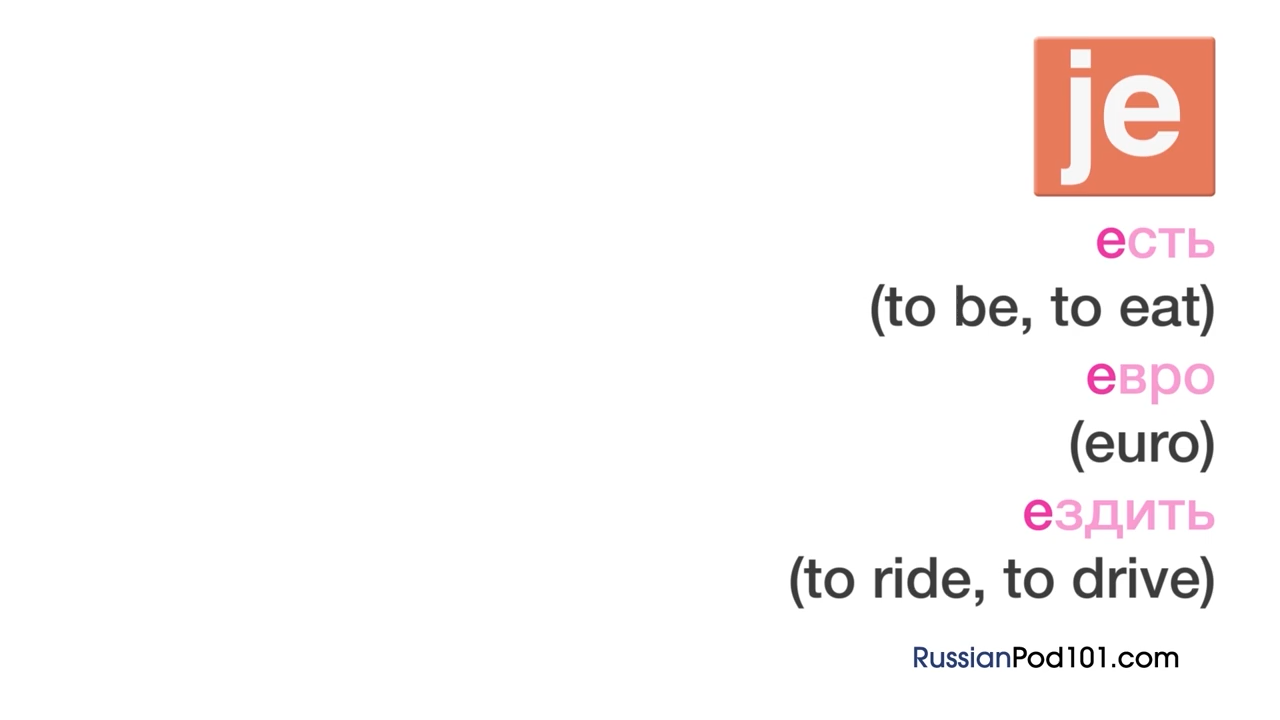 je
есть
(to be, to eat)
евро
(euro)
ездить
(to ride, to drive)
RussianPod101.com